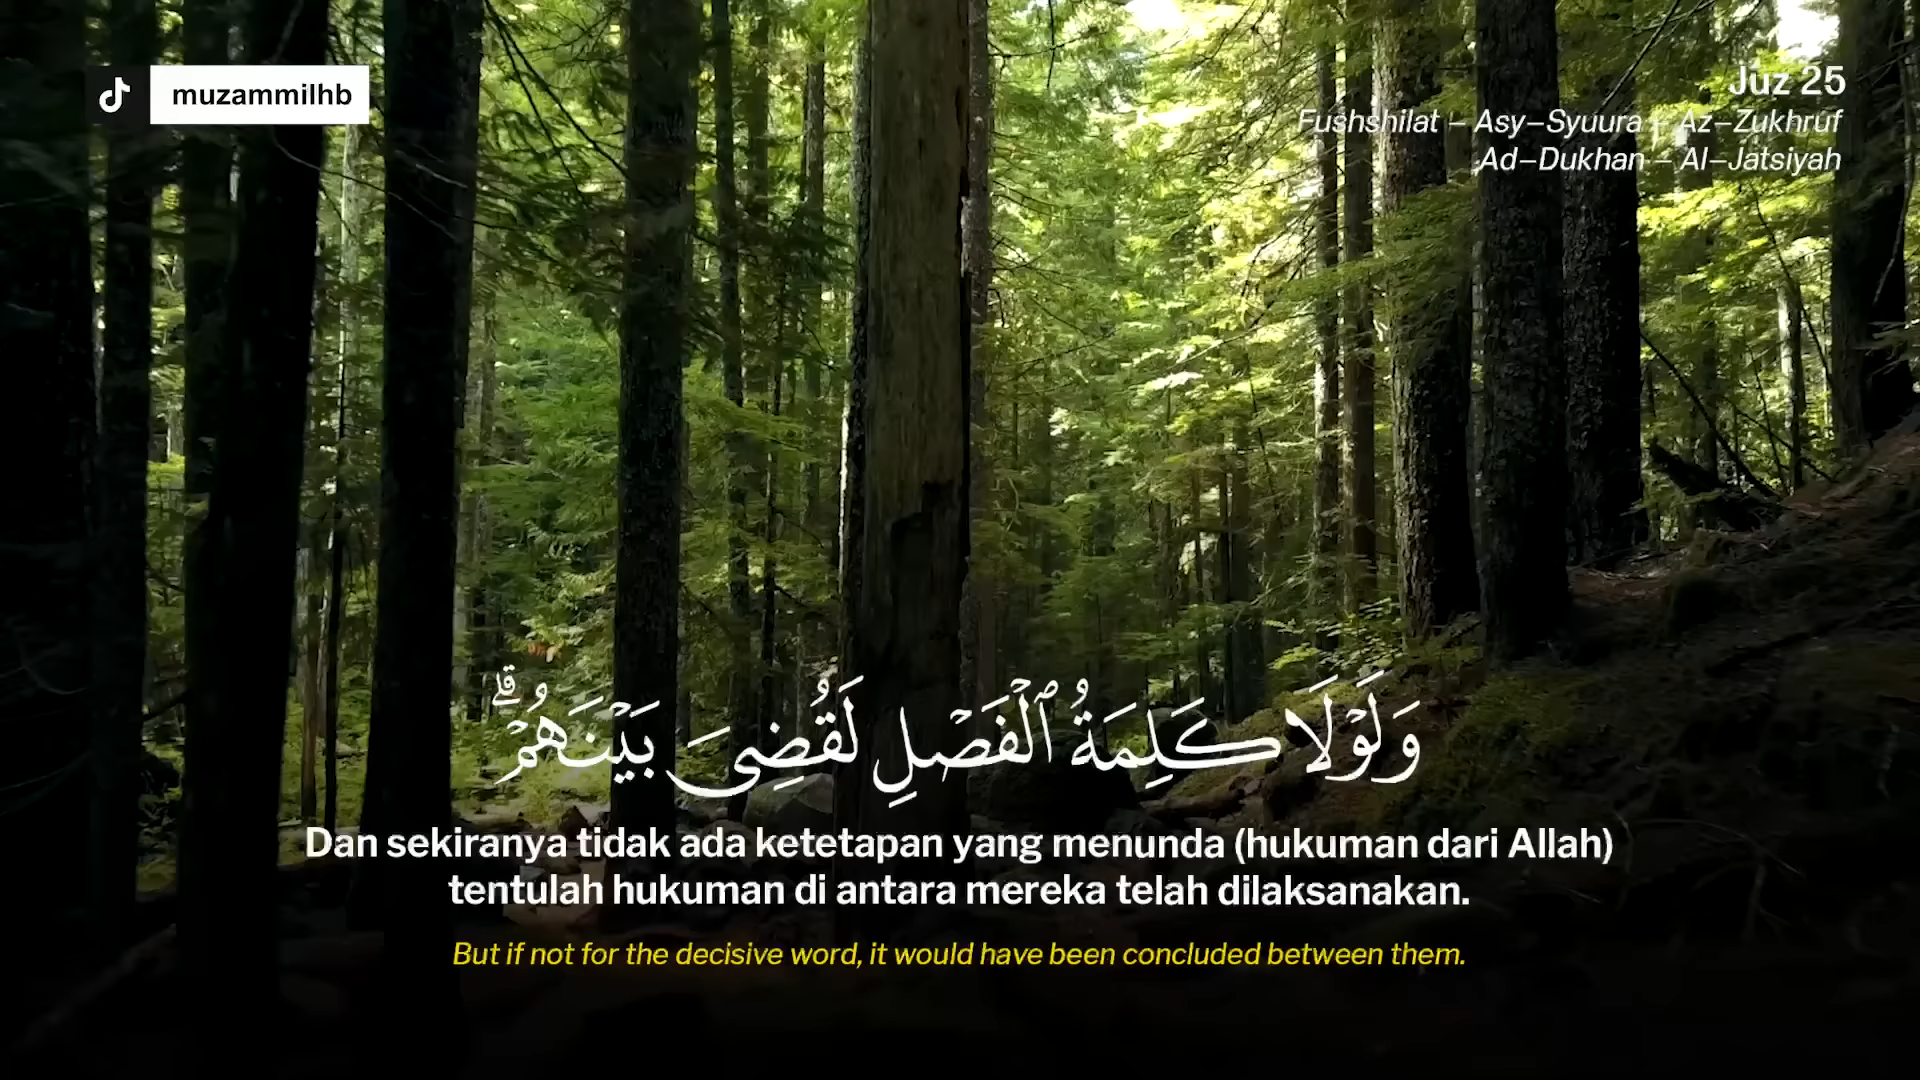 muzammilhb
Juz 25
Fushshilat – Asy–Syuura – Az–Zukhruf
Ad–Dukhan – Al–Jatsiyah
وَلَوْلَا كَلِمَةُ ٱلْفَصْلِ لَقُضِىَ بَيْنَهُمْ ۗ
Dan sekiranya tidak ada ketetapan yang menunda (hukuman dari Allah)
tentulah hukuman di antara mereka telah dilaksanakan.
But if not for the decisive word, it would have been concluded between them.